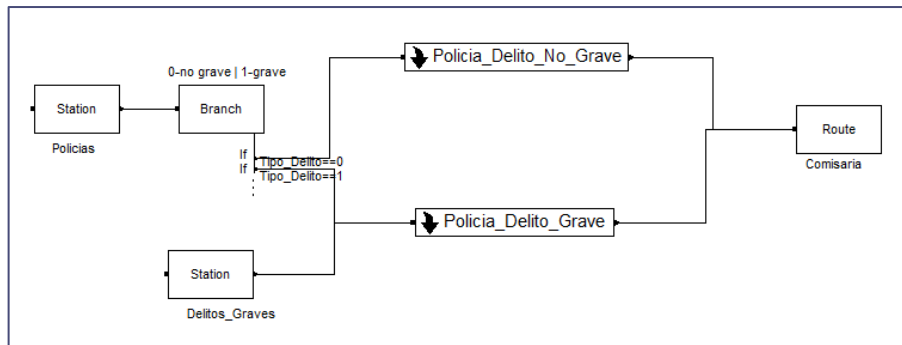 Policia_Delito_No_Grave
0-no grave | 1-grave
Station
Branch
Route
Policias
Comisaria
If
Tipo_Delito==0
If
Tipo_Delito==1
Policia_Delito_Grave
Station
Delitos_Graves